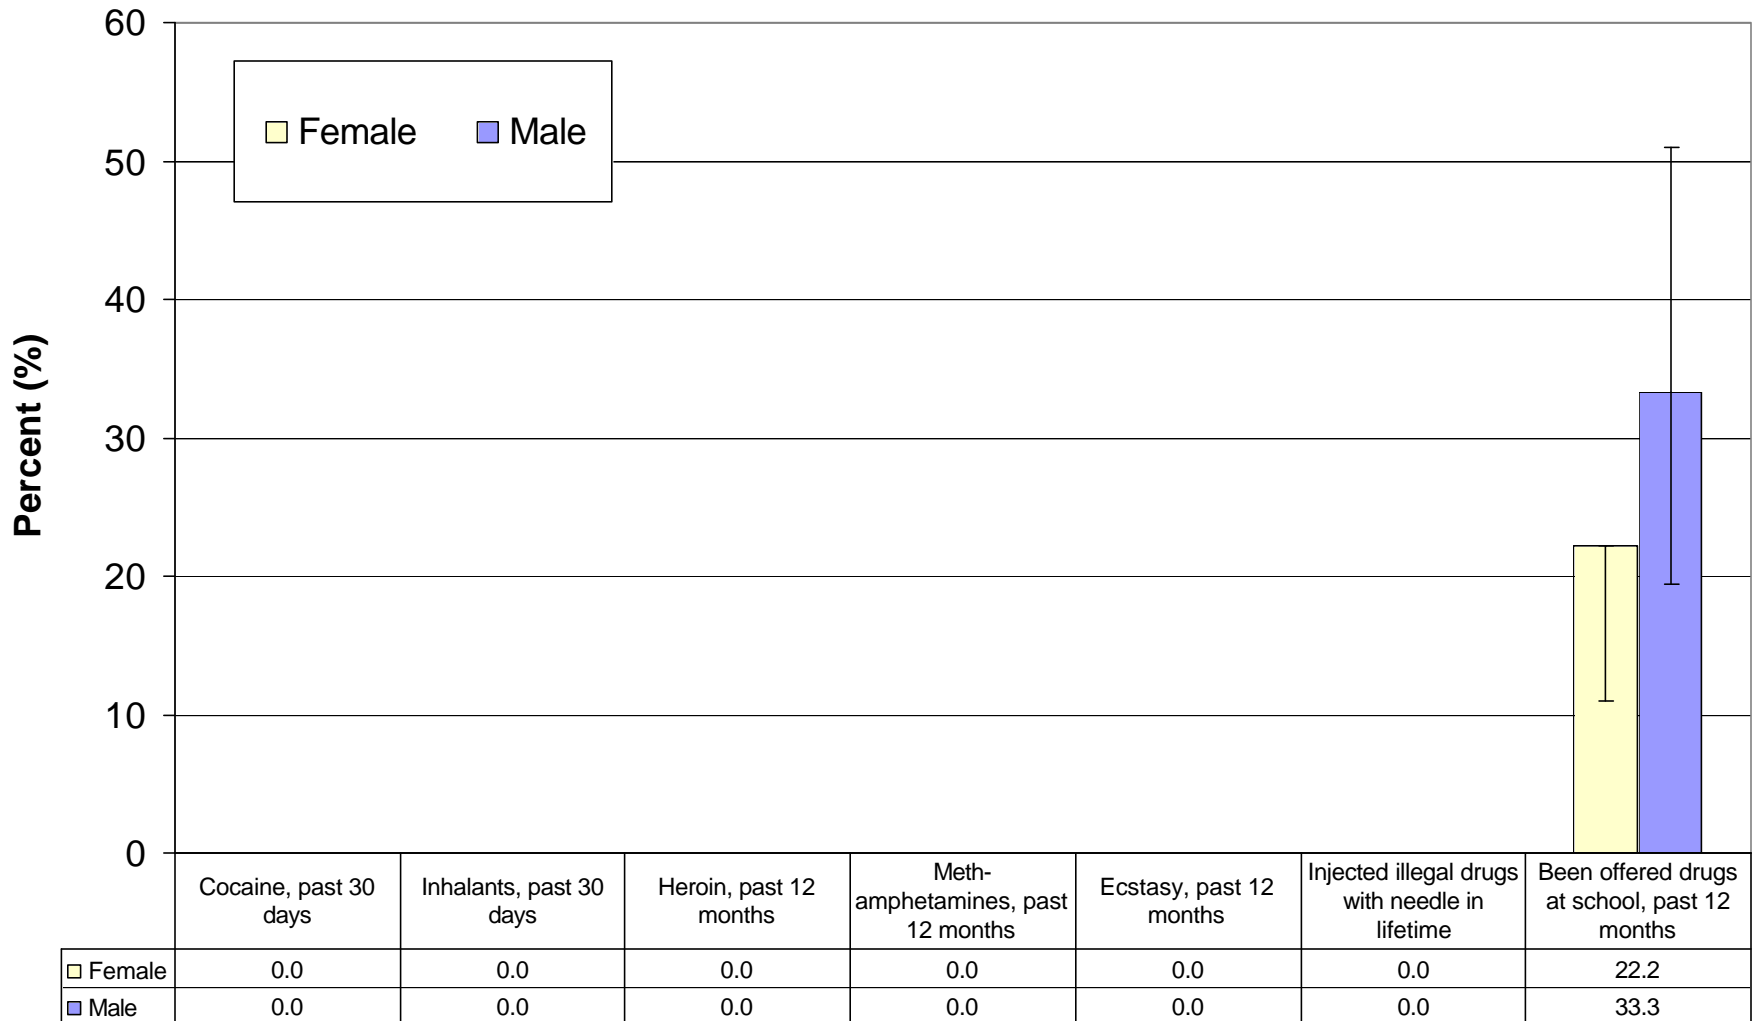 60
50
40
30
20
10
0
Percent (%)
Female Male
Cocaine, past 30
days
Inhalants, past 30
days
Heroin, past 12
months
Meth-
amphetamines, past
12 months
Ecstasy, past 12
months
Injected illegal drugs
with needle in
lifetime
Been offered drugs
at school, past 12
months
Female 0.0 0.0 0.0 0.0 0.0 0.0 22.2
Male 0.0 0.0 0.0 0.0 0.0 0.0 33.3